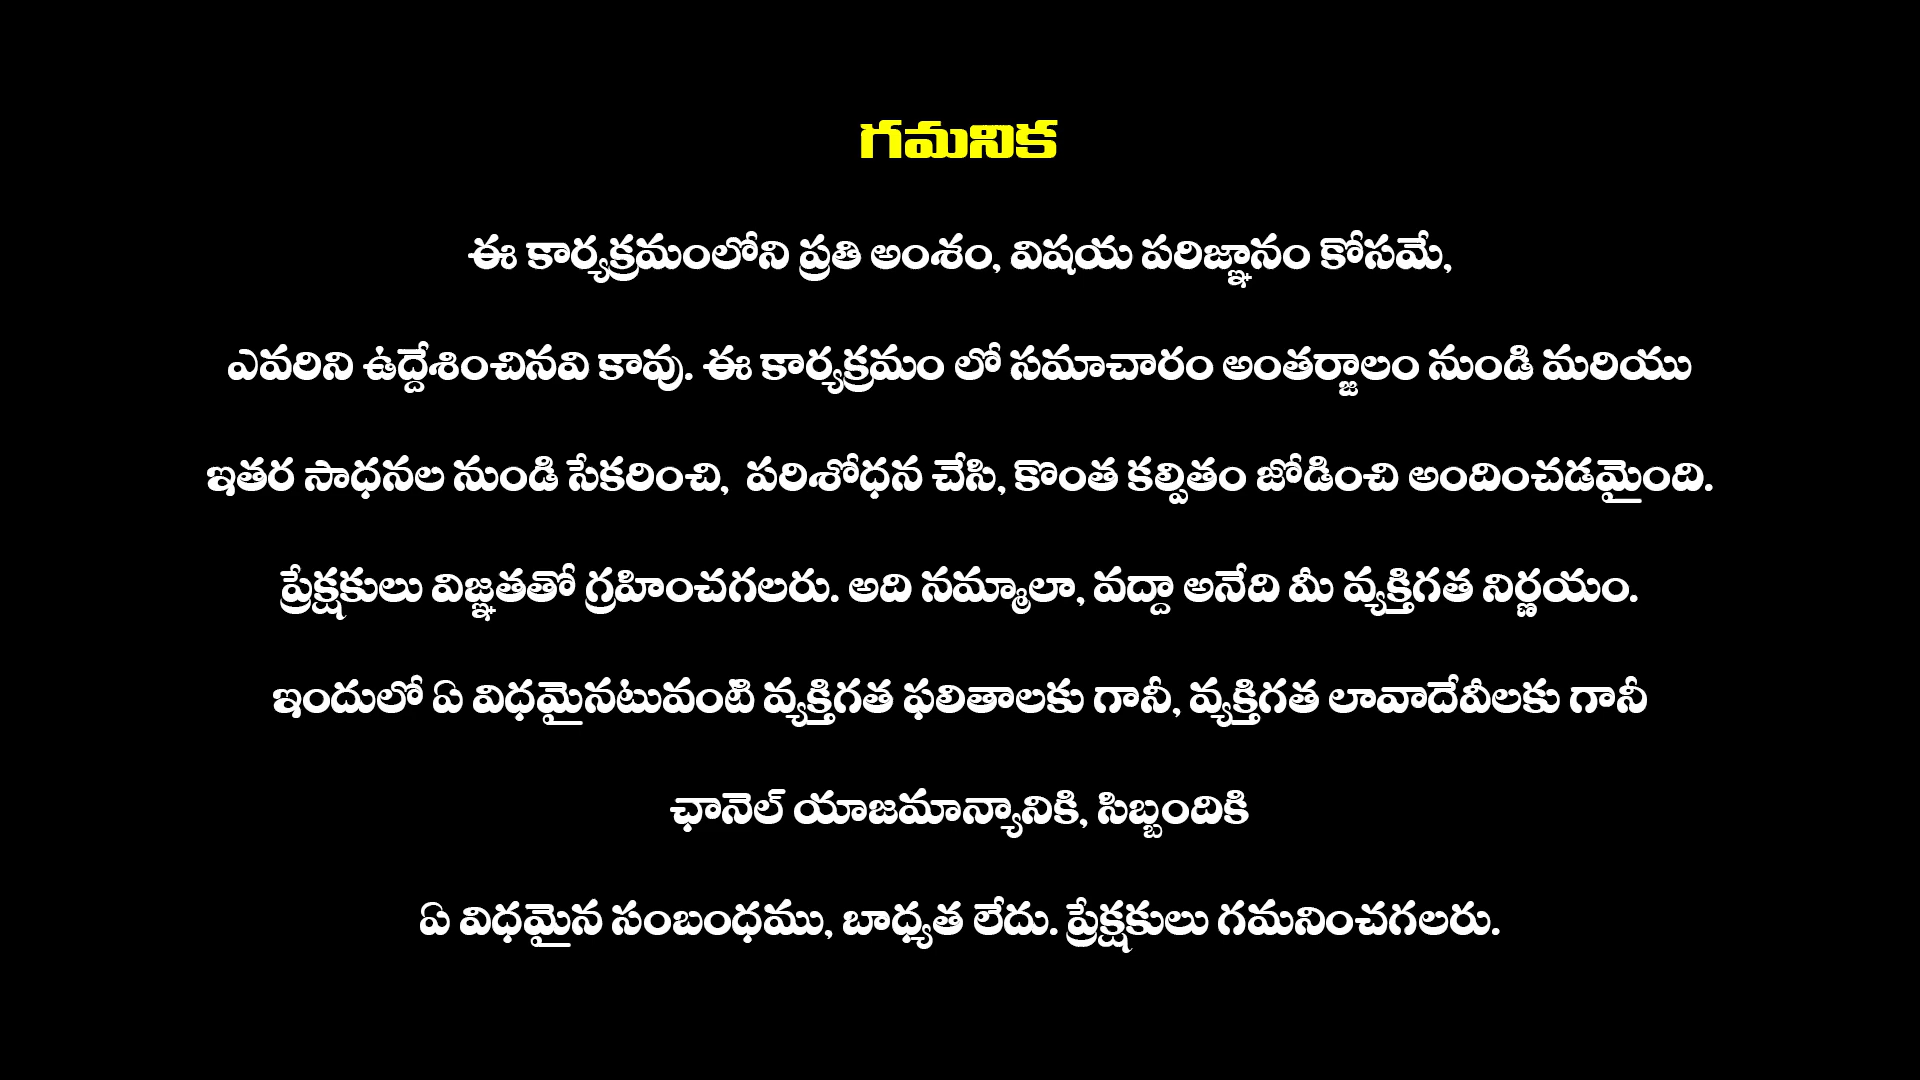 గమనిక
ఈ కార్యక్రమంలోని ప్రతి అంశం, విషయ పరిజ్ఞానం కోసమే,
ఎవరిని ఉద్దేశించినవి కావు. ఈ కార్యక్రమం లో సమాచారం అంతర్జాలం నుండి మరియు
ఇతర సాధనల నుండి సేకరించి, పరిశోధన చేసి, కొంత కల్పితం జోడించి అందించడమైంది.
ప్రేక్షకులు విజ్ఞతతో గ్రహించగలరు. అది నమ్మాలా, వద్దా అనేది మీ వ్యక్తిగత నిర్ణయం.
ఇందులో ఏ విధమైనటువంటి వ్యక్తిగత ఫలితాలకు గానీ, వ్యక్తిగత లావాదేవీలకు గానీ
ఛానెల్ యాజమాన్యానికి, సిబ్బందికి
ఏ విధమైన సంబంధము, బాధ్యత లేదు. ప్రేక్షకులు గమనించగలరు.